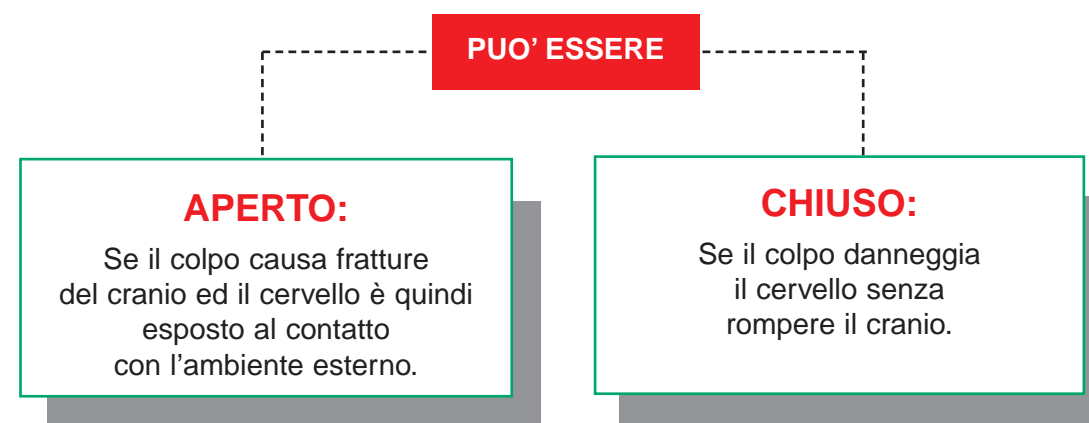 PUO’ ESSERE
APERTO:
Se il colpo causa fratture
del cranio ed il cervello è quindi
esposto al contatto
con l’ambiente esterno.
CHIUSO:
Se il colpo danneggia
il cervello senza
rompere il cranio.